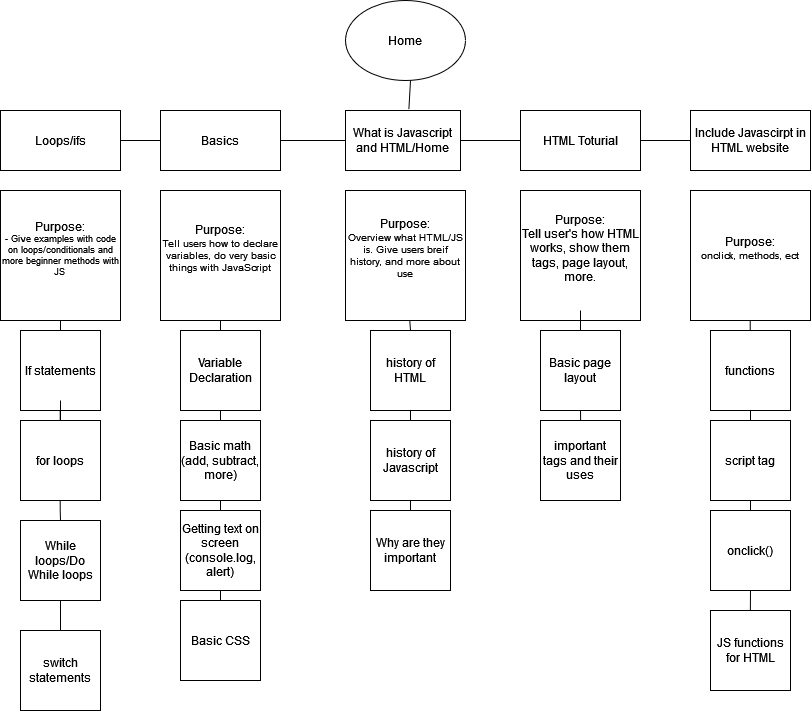 Home
Loops/ifs
Basics
What is Javascript
and HTML/Home
HTML Toturial
Include Javascirpt in
HTML website
Purpose:
- Give examples with code
on loops/conditionals and
more beginner methods with
JS
Purpose:
Tell users how to declare
variables, do very basic
things with JavaScript
Purpose:
Overview what HTML/JS
is. Give users breif
history, and more about
use
Purpose:
Tell user's how HTML
works, show them
tags, page layout,
more.
Purpose:
onclick, methods, ect
If statements
for loops
While
loops/Do
While loops
switch
statements
Variable
Declaration
Basic math
(add, subtract,
more)
Getting text on
screen
(console.log,
alert)
Basic CSS
history of
HTML
history of
Javascript
Why are they
important
Basic page
layout
important
tags and their
uses
functions
script tag
onclick()
JS functions
for HTML